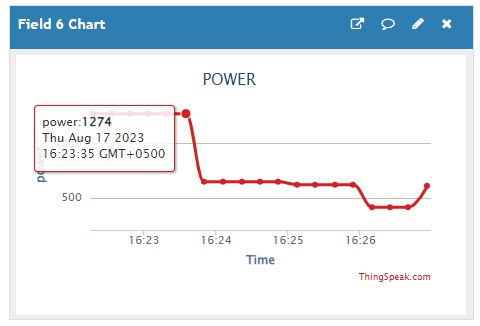 Field 6 Chart
POWER
power:1274
Thu Aug 17 2023
16:23:35 GMT+0500
500
16:23
16:24
16:25
16:26
Time
ThingSpeak.com